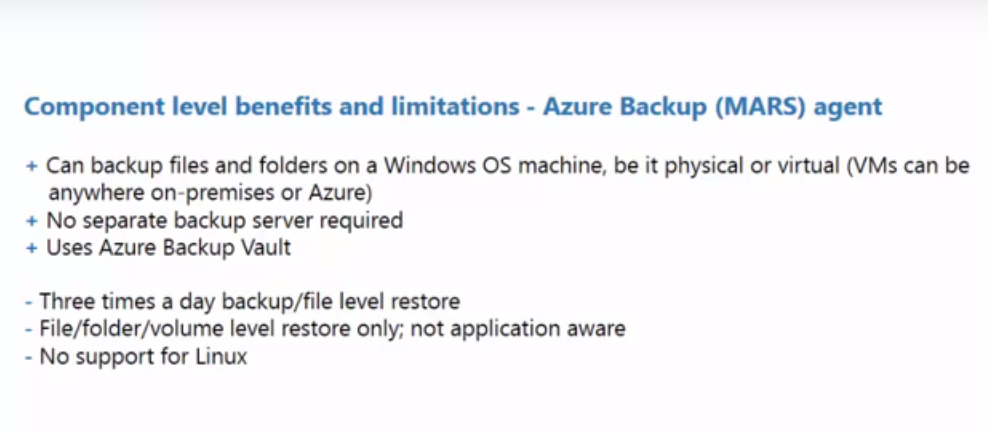 Component level benefits and limitations - Azure Backup (MARS) agent
+ Can backup files and folders on a Windows OS machine, be it physical or virtual (VMs can be
anywhere on-premises or Azure)
+ No separate backup server required
+ Uses Azure Backup Vault
- Three times a day backup/file level restore
- File/folder/volume level restore only; not application aware
- No support for Linux